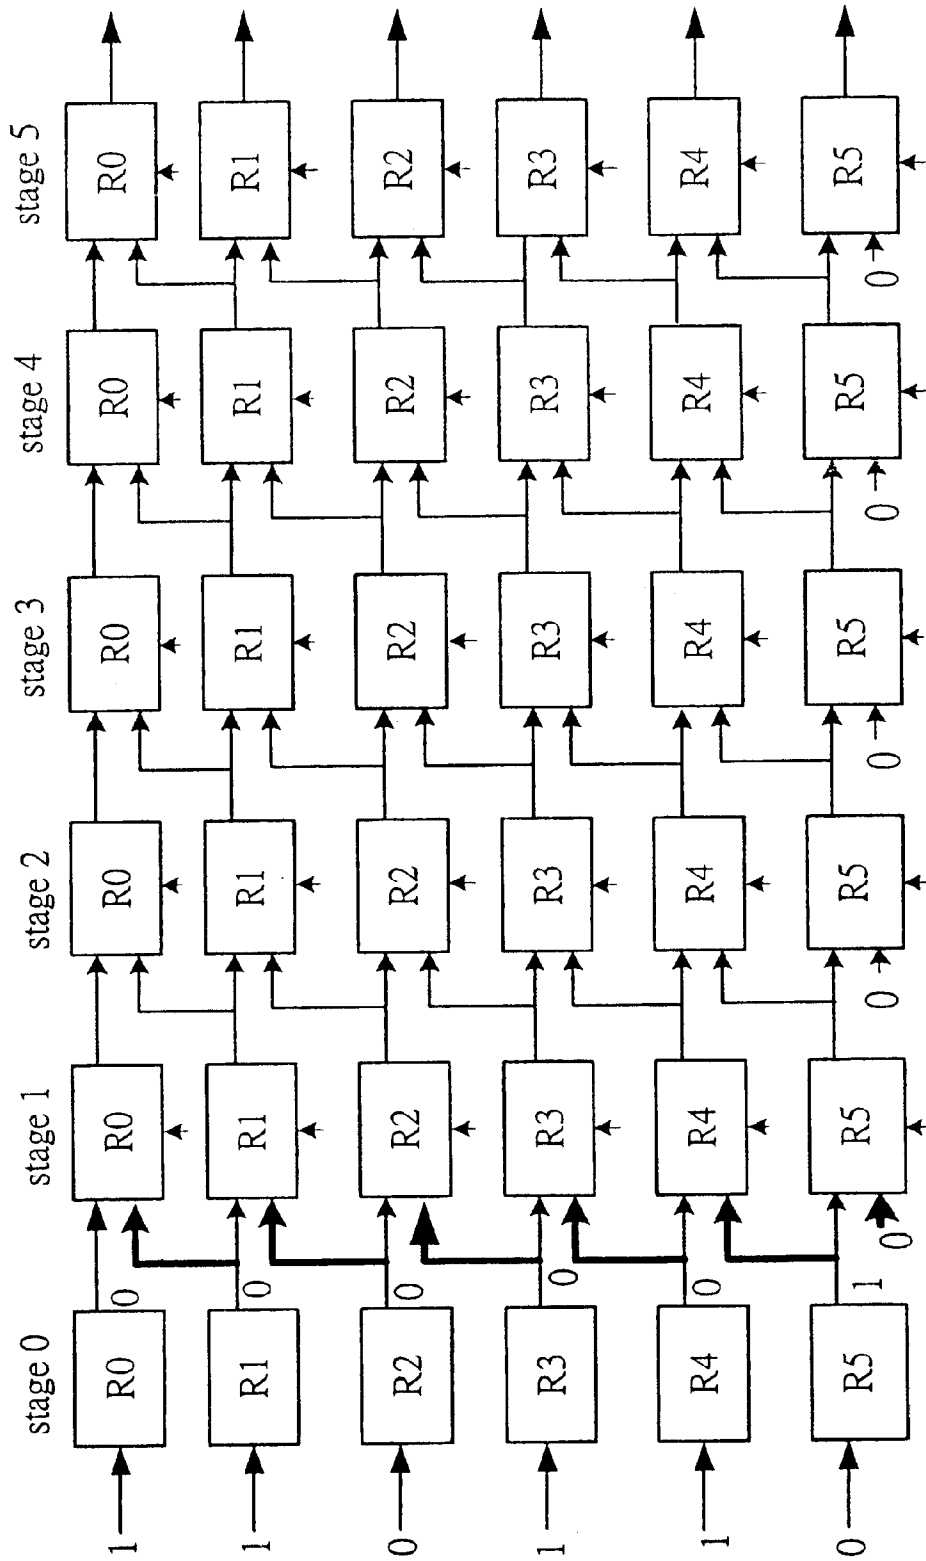 stage 0 stage 1 stage 2 stage 3 stage 4 stage 5
1 R0 0 R0 R0 R0 R0 R0
1 R1 0 R1 R1 R1 R1 R1
0 R2 0 R2 R2 R2 R2 R2
1 R3 0 R3 R3 R3 R3 R3
1 R4 0 R4 R4 R4 R4 R4
0 R5 1 R5 R5 R5 R5 R5
0 0 0 0 0